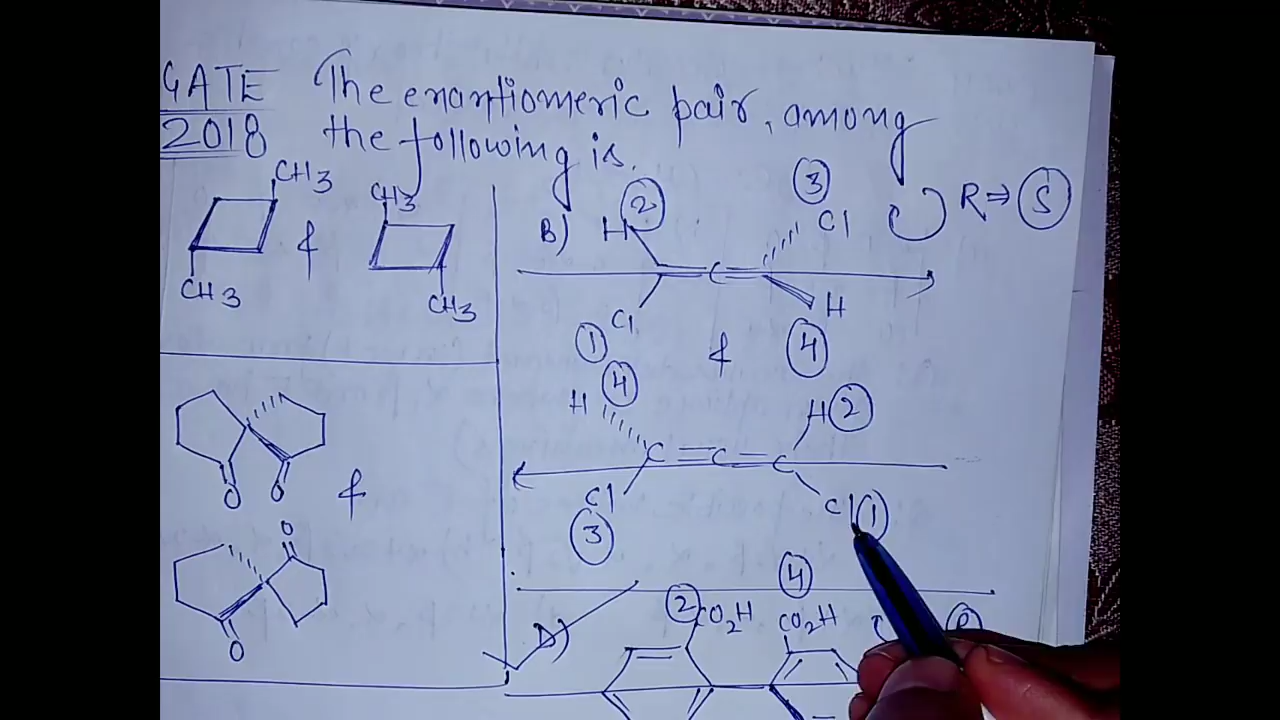 GATE
2018
The enantiomeric pair, among
the following is.
CH3
CH3
&
CH3
CH3
B)
H
2
3
Cl
R ⇒ S
C
Cl
1
H
4
&
H
4
C = C = C
H
2
Cl
3
Cl
1
O
O
&
O
O
D)
2
CO2H
4
CO2H